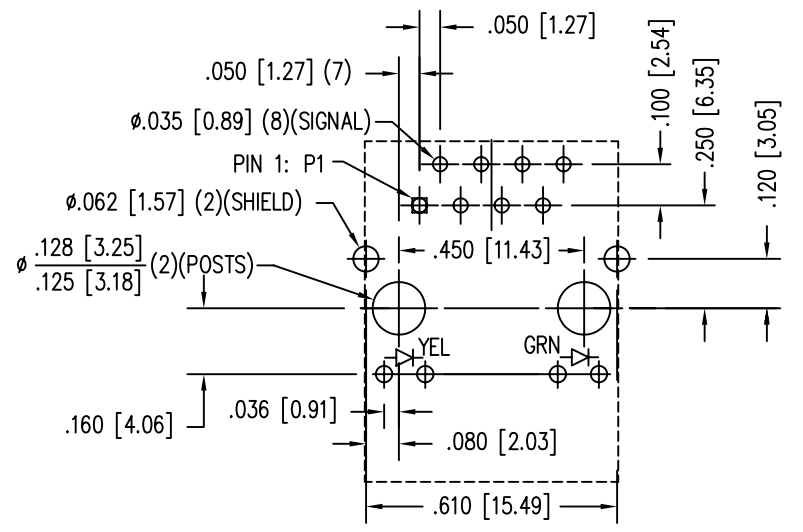 .050 [1.27]
.050 [1.27] (7)
ø.035 [0.89] (8)(SIGNAL)
PIN 1: P1
ø.062 [1.57] (2)(SHIELD)
ø .128 [3.25]
.125 [3.18] (2)(POSTS)
.100 [2.54]
.250 [6.35]
.120 [3.05]
.450 [11.43]
YEL
GRN
.160 [4.06]
.036 [0.91]
.080 [2.03]
.610 [15.49]